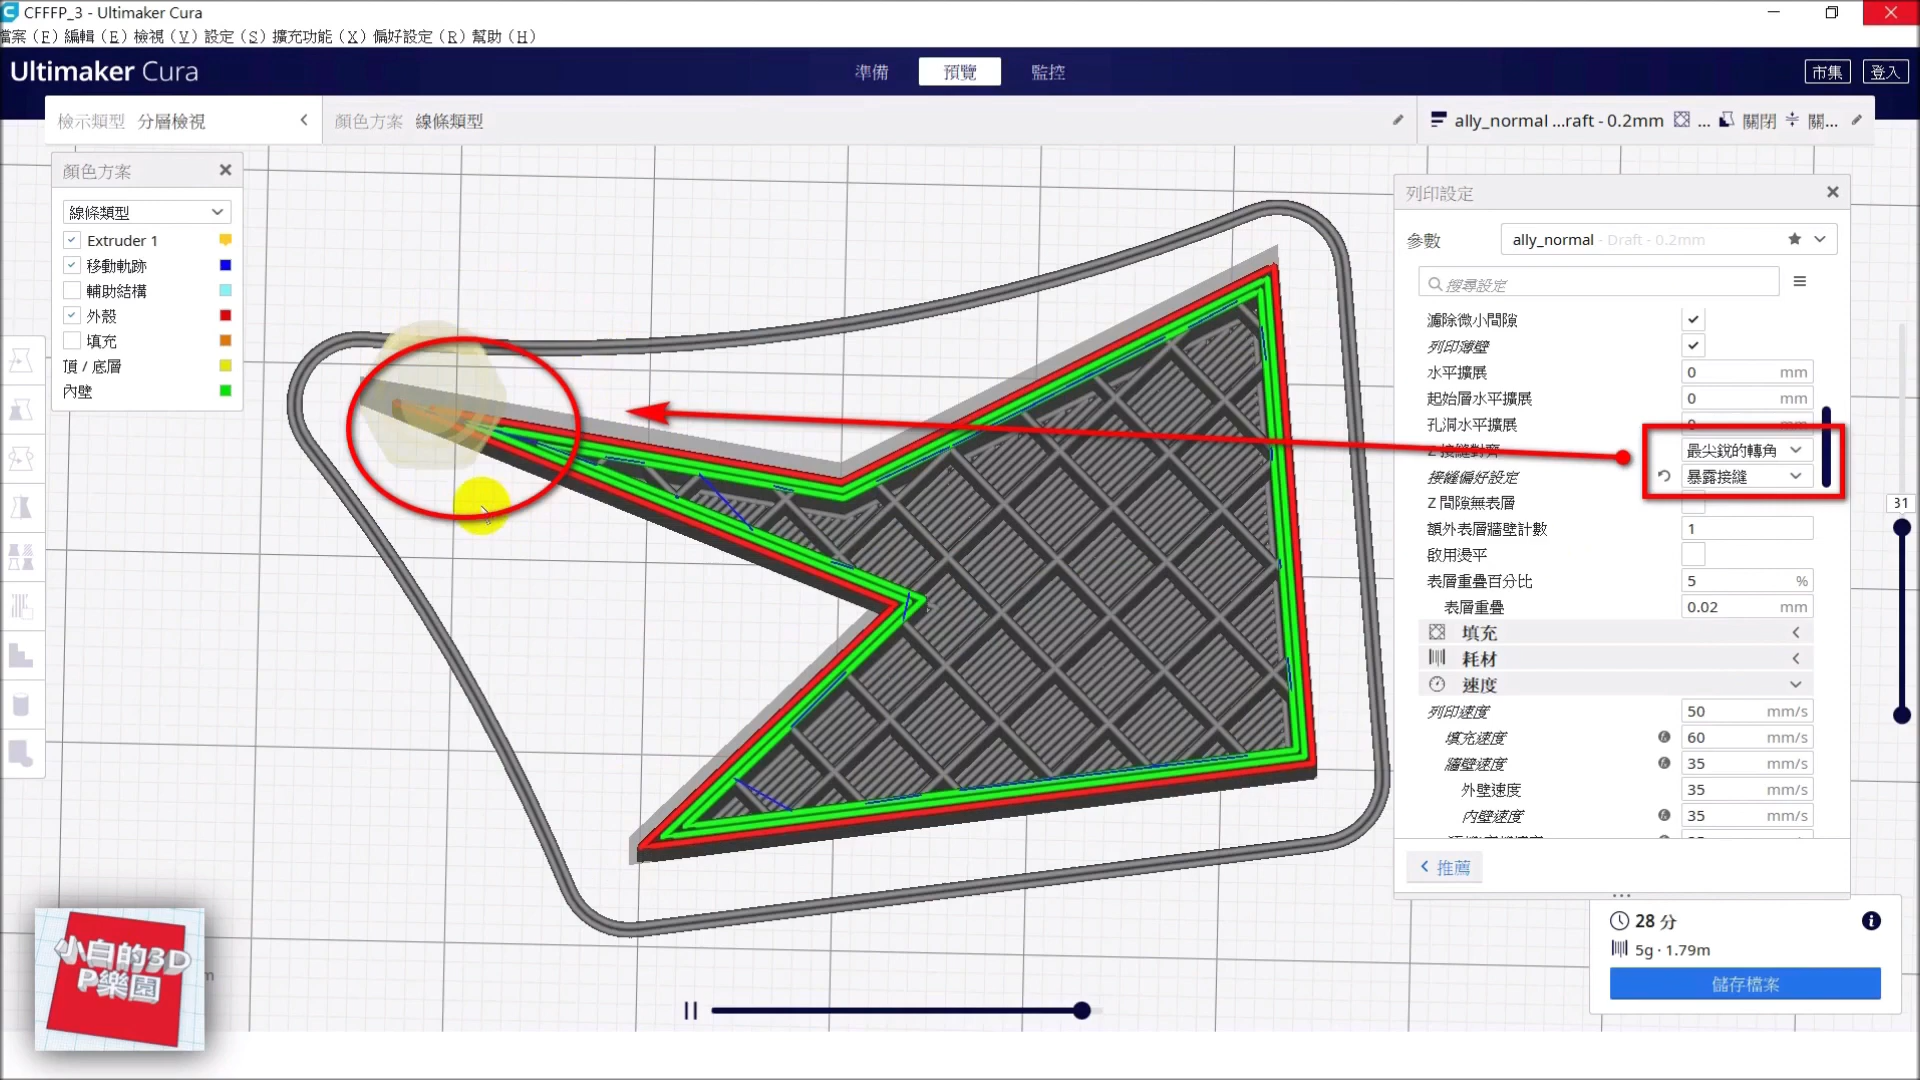 CFFFP_3 - Ultimaker Cura
檔案（F） 編輯（E） 檢視（V） 設定（S） 擴充功能（X） 偏好設定（R） 幫助（H）
Ultimaker Cura
準備 預覽 監控
市集 登入
檢示類型 分層檢視
顏色方案 線條類型
ally_normal ...raft - 0.2mm ... 關閉 關...
顏色方案
線條類型
Extruder 1
移動軌跡
輔助結構
外殼
填充
頂 / 底層
內壁
列印設定
參數 ally_normal - Draft - 0.2mm
搜尋設定
濾除微小間隙
列印薄壁
水平擴展 0 mm
起始層水平擴展 0 mm
孔洞水平擴展 0 mm
Z 接縫對齊 最尖銳的轉角
接縫偏好設定 暴露接縫
Z 間隙無表層
額外表層牆壁計數 1
啟用燙平
表層重疊百分比 5 %
表層重疊 0.02 mm
填充
耗材
速度
列印速度 50 mm/s
填充速度 60 mm/s
牆壁速度 35 mm/s
外壁速度 35 mm/s
內壁速度 35 mm/s
推薦
31
28 分
5g · 1.79m
儲存檔案
小白的3D
P樂園